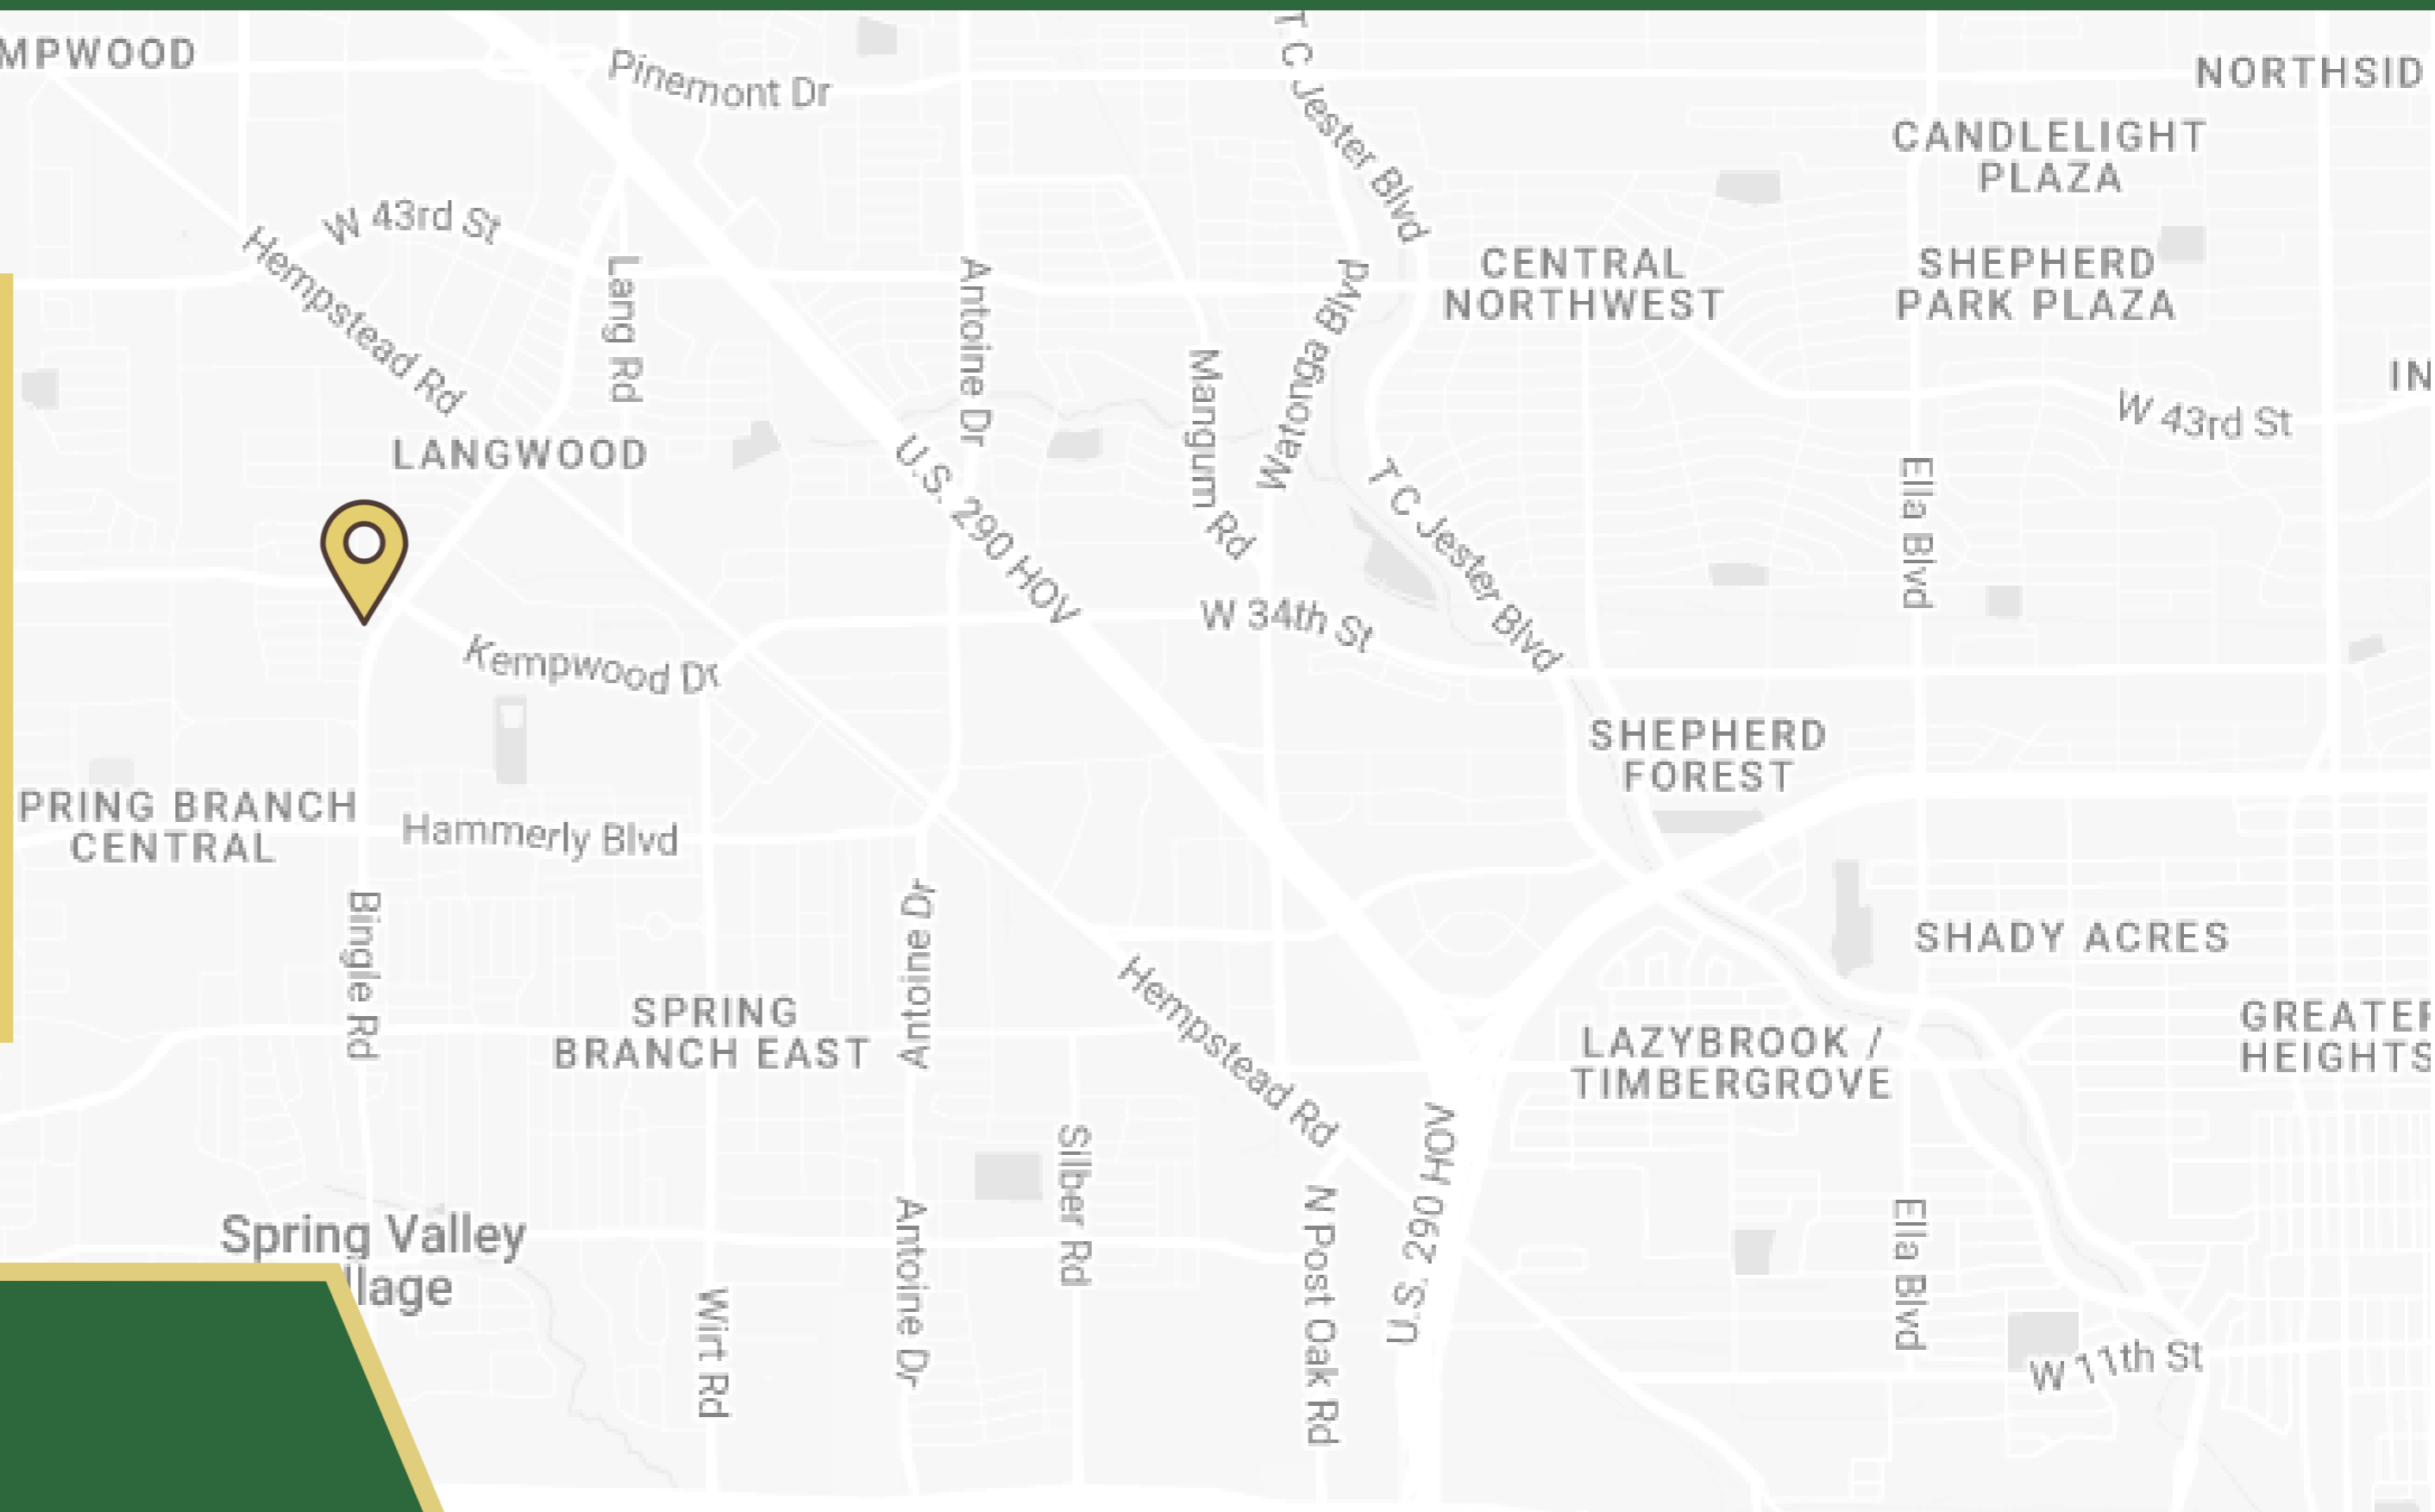 MPWOOD
Pinemont Dr
T C Jester Blvd
NORTHSID
CANDLELIGHT
PLAZA
W 43rd St
Hempstead Rd
Lang Rd
Antoine Dr
Watonga Blvd
CENTRAL
NORTHWEST
SHEPHERD
PARK PLAZA
IN
Mangum Rd
W 43rd St
LANGWOOD
U.S. 290 HOV
T C Jester Blvd
Ella Blvd
W 34th St
Kempwood Dr
SHEPHERD
FOREST
PRING BRANCH
CENTRAL
Hammerly Blvd
Bingle Rd
Antoine Dr
SHADY ACRES
Hempstead Rd
SPRING
BRANCH EAST
LAZYBROOK /
TIMBERGROVE
GREATER
HEIGHTS
U.S. 290 HOV
Silber Rd
N Post Oak Rd
Antoine Dr
Ella Blvd
Spring Valley
llage
Wirt Rd
W 11th St